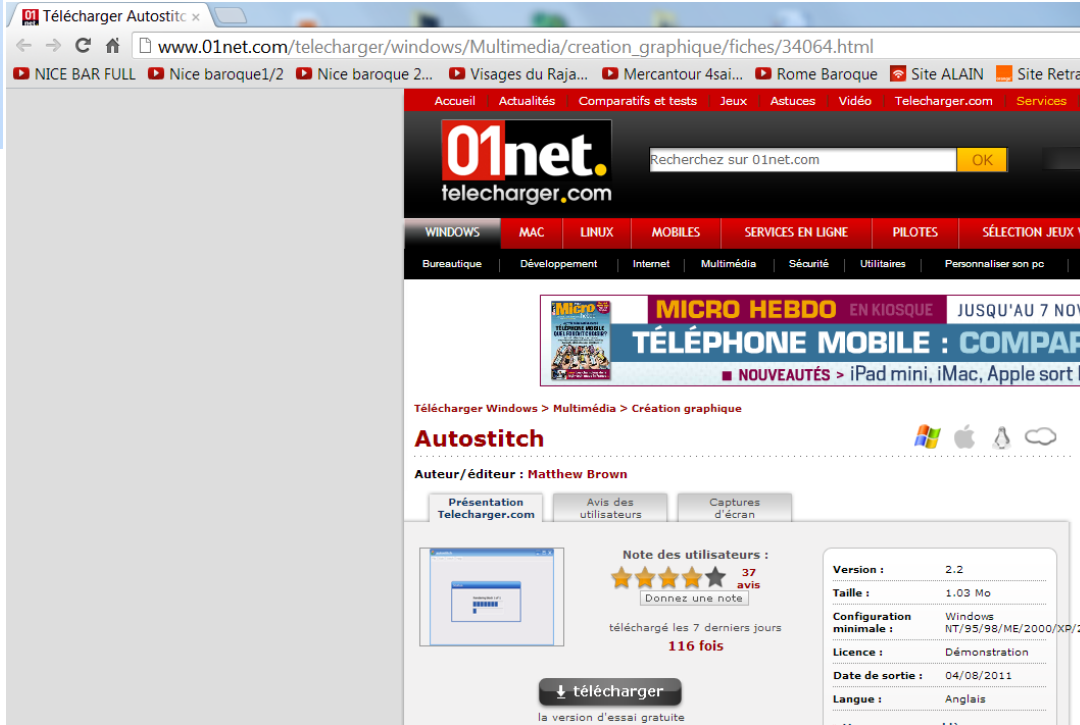 Télécharger Autostitc
www.01net.com/telecharger/windows/Multimedia/creation_graphique/fiches/34064.html
NICE BAR FULL Nice baroque1/2 Nice baroque 2... Visages du Raja... Mercantour 4sai... Rome Baroque Site ALAIN Site Retra
Accueil Actualités Comparatifs et tests Jeux Astuces Vidéo Telecharger.com Services
01net.
telecharger.com
Recherchez sur 01net.com OK
WINDOWS MAC LINUX MOBILES SERVICES EN LIGNE PILOTES SÉLECTION JEUX V
Bureautique Développement Internet Multimédia Sécurité Utilitaires Personnaliser son pc
Micro
MICRO HEBDO EN KIOSQUE JUSQU'AU 7 NOV
TÉLÉPHONE MOBILE : COMPAR
NOUVEAUTÉS > iPad mini, iMac, Apple sort
Télécharger Windows > Multimédia > Création graphique
Autostitch
Auteur/éditeur : Matthew Brown
Présentation Telecharger.com
Avis des utilisateurs
Captures d'écran
Note des utilisateurs :
37 avis
Donnez une note
téléchargé les 7 derniers jours
116 fois
télécharger
la version d'essai gratuite
Version : 2.2
Taille : 1.03 Mo
Configuration minimale : Windows NT/95/98/ME/2000/XP/2
Licence : Démonstration
Date de sortie : 04/08/2011
Langue : Anglais